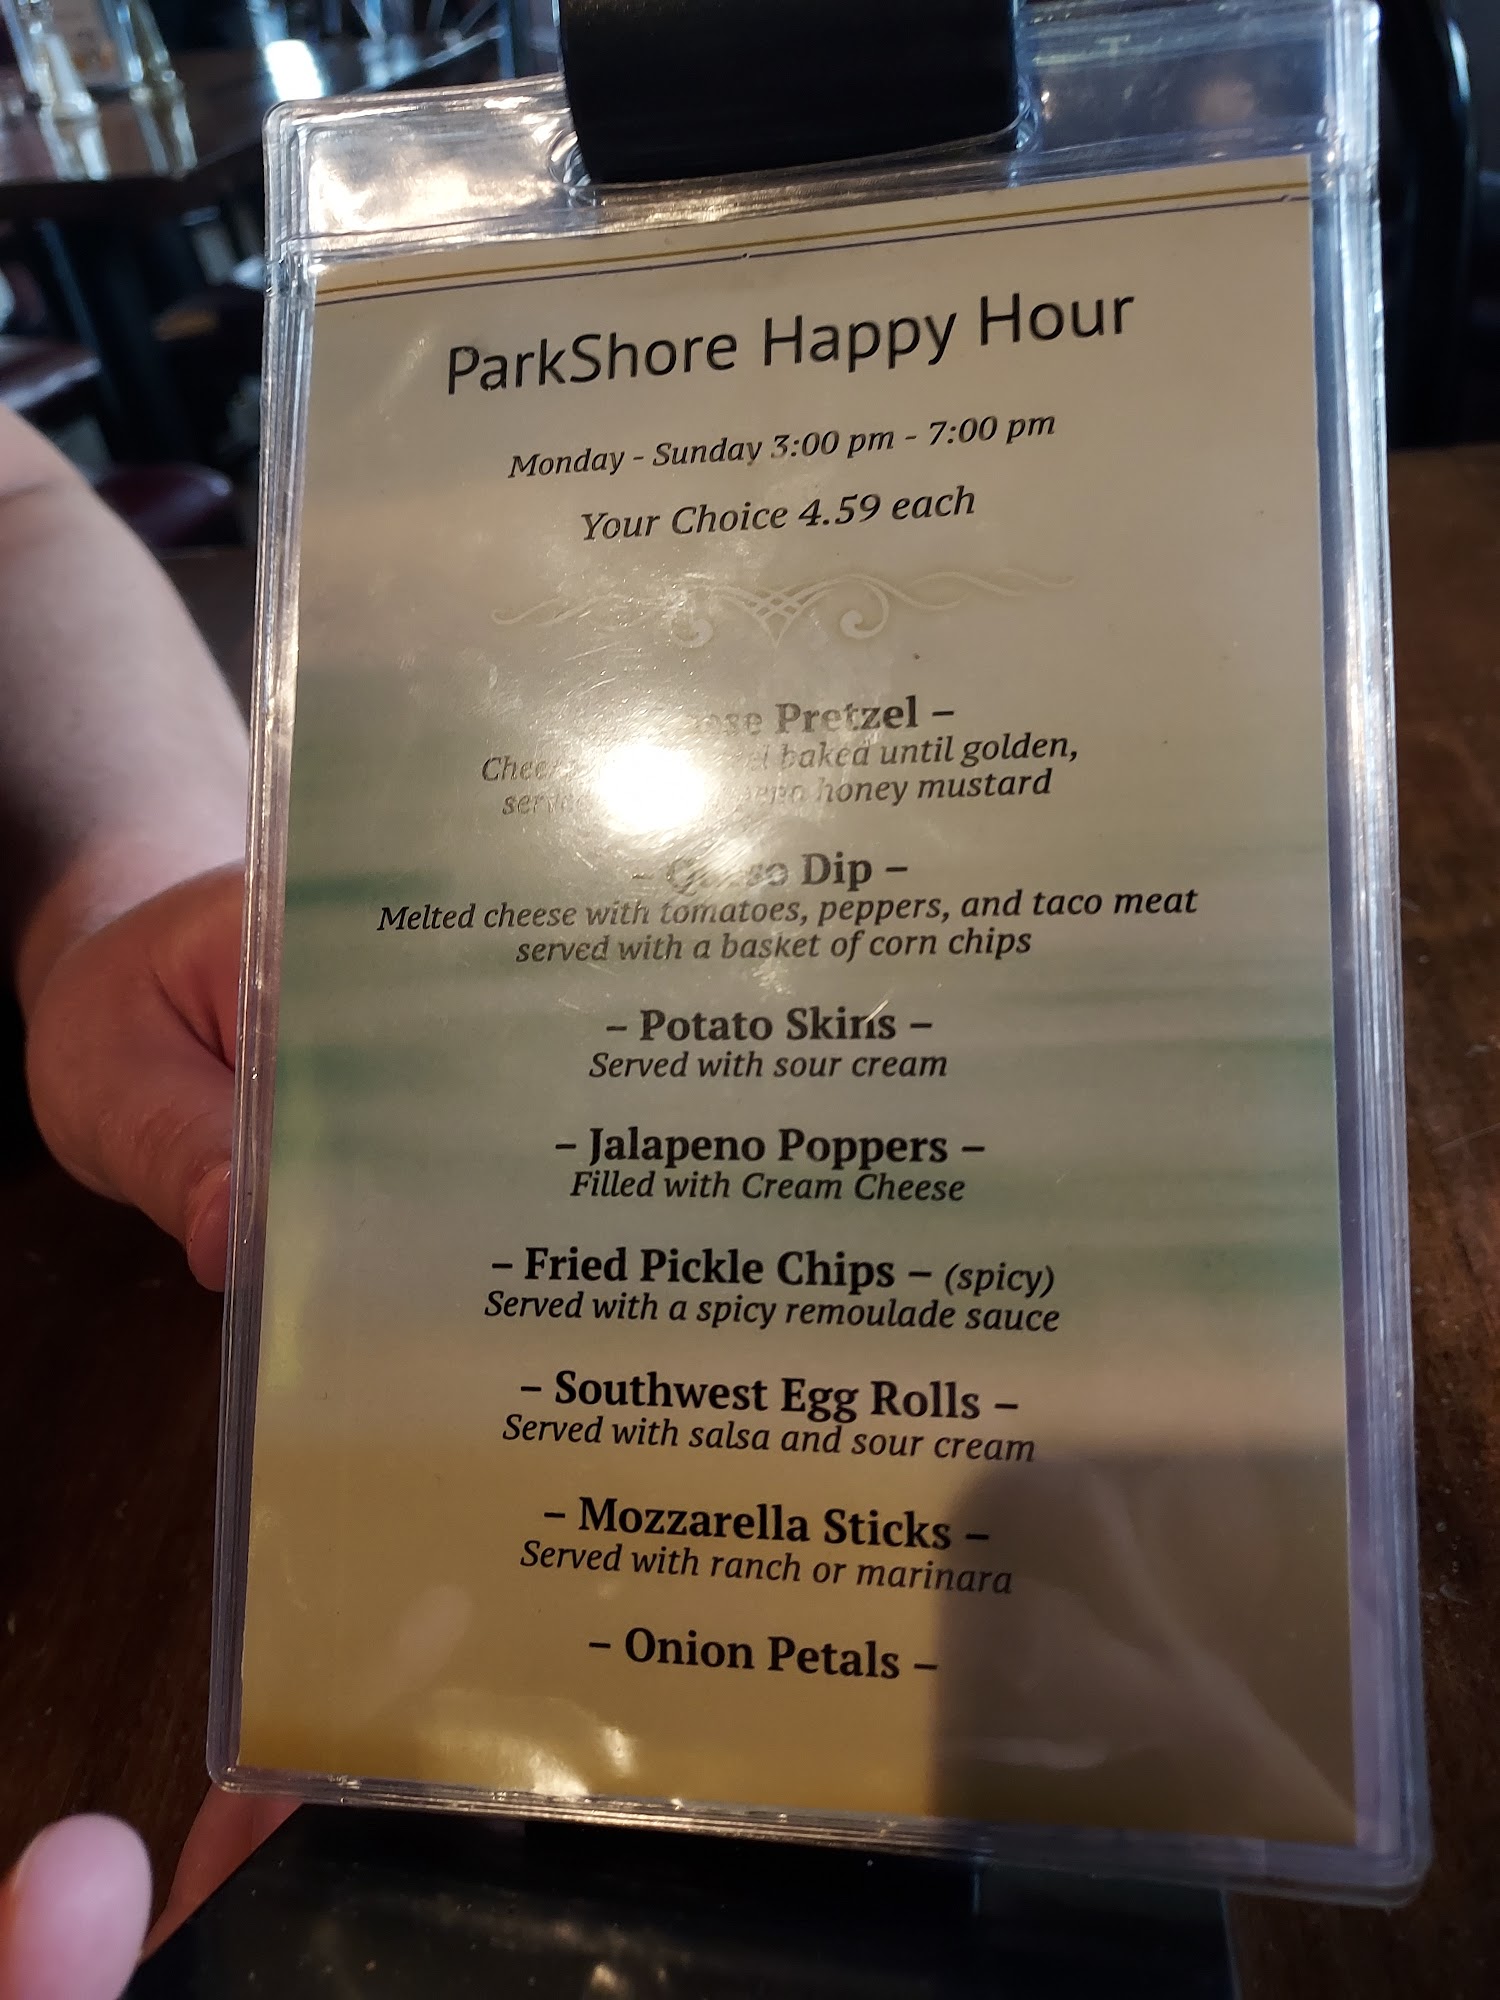 ParkShore Happy Hour
Monday - Sunday 3:00 pm - 7:00 pm
Your Choice 4.59 each
Pretzel –
baked until golden,
honey mustard
– Queso Dip –
Melted cheese with tomatoes, peppers, and taco meat
served with a basket of corn chips
– Potato Skins –
Served with sour cream
– Jalapeno Poppers –
Filled with Cream Cheese
– Fried Pickle Chips – (spicy)
Served with a spicy remoulade sauce
– Southwest Egg Rolls –
Served with salsa and sour cream
– Mozzarella Sticks –
Served with ranch or marinara
– Onion Petals –